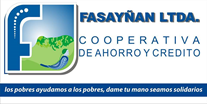 FASAYÑAN LTDA.
COOPERATIVA
DE AHORRO Y CREDITO
los pobres ayudamos a los pobres, dame tu mano seamos solidarios